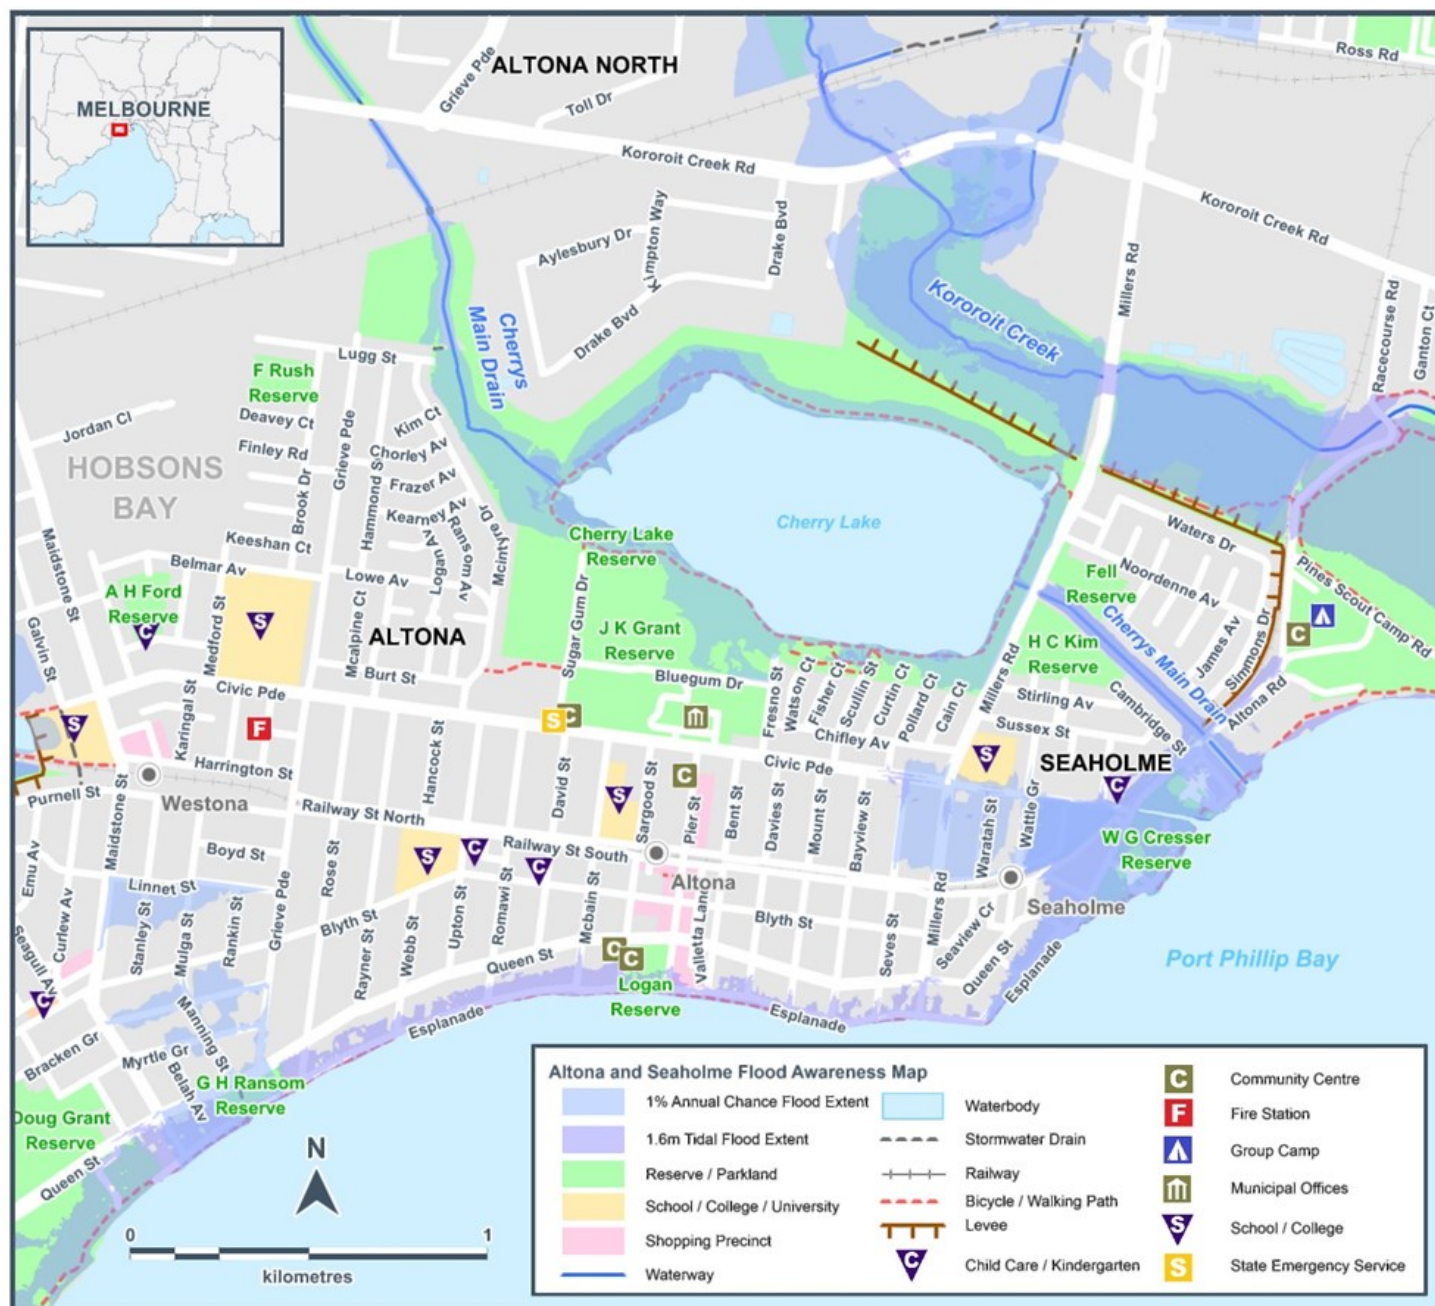 ALTONA NORTH
Grieve Pde
Toll Dr
Ross Rd
MELBOURNE
Kororoit Creek Rd
Kororoit Creek Rd
Millers Rd
Aylesbury Dr
Kimpton Way
Drake Bvd
Drake Bvd
Cherrys
Main Drain
Kororoit Creek
Racecourse Rd
Ganton Ct
Lugg St
F Rush
Reserve
Deavey Ct
Finley Rd
Jordan Cl
HOBSONS
BAY
Brook Dr
Grieve Pde
Hammond St
Kim Ct
Chorley Av
Frazer Av
Kearney Av
Logan Av
Ransom Av
Mcintyre Dr
Cherry Lake
Cherry Lake
Reserve
Waters Dr
Noordenne Av
Fell
Reserve
Pines Scout Camp Rd
Maidstone St
Keeshan Ct
Belmar Av
Lowe Av
A H Ford
Reserve
Galvin St
Medford St
Mcalpine Ct
ALTONA
Sugar Gum Dr
J K Grant
Reserve
James Av
Simmons Dr
H C Kim
Reserve
Cherrys Main Drain
Burt St
Bluegum Dr
Civic Pde
Karingal St
Fresno St
Watson Ct
Fisher Ct
Scullin St
Curtin Ct
Pollard Ct
Cain Ct
Millers Rd
Stirling Av
Sussex St
Cambridge St
Altona Rd
Chifley Av
Civic Pde
SEAHOLME
Harrington St
Westona
Hancock St
David St
Sargood St
Pier St
Bent St
Davies St
Mount St
Bayview St
Waratah St
Wattle Gr
Purnell St
Maidstone St
Railway St North
Railway St South
Altona
W G Cresser
Reserve
Emu Av
Curlew Av
Boyd St
Linnet St
Rose St
Grieve Pde
Stanley St
Mulga St
Rankin St
Blyth St
Rayner St
Webb St
Upton St
Romawi St
Mcbain St
Queen St
Valletta Lane
Blyth St
Seves St
Millers Rd
Seaview Cr
Queen St
Seaholme
Esplanade
Port Phillip Bay
Seagull Av
Logan
Reserve
Esplanade
Esplanade
Bracken Gr
Myrtle Gr
Manning St
Belah Av
G H Ransom
Reserve
Doug Grant
Reserve
Queen St
N
0 1
kilometres
Altona and Seaholme Flood Awareness Map
1% Annual Chance Flood Extent
1.6m Tidal Flood Extent
Reserve / Parkland
School / College / University
Shopping Precinct
Waterway
Waterbody
Stormwater Drain
Railway
Bicycle / Walking Path
Levee
C Child Care / Kindergarten
C Community Centre
F Fire Station
Group Camp
Municipal Offices
S School / College
S State Emergency Service